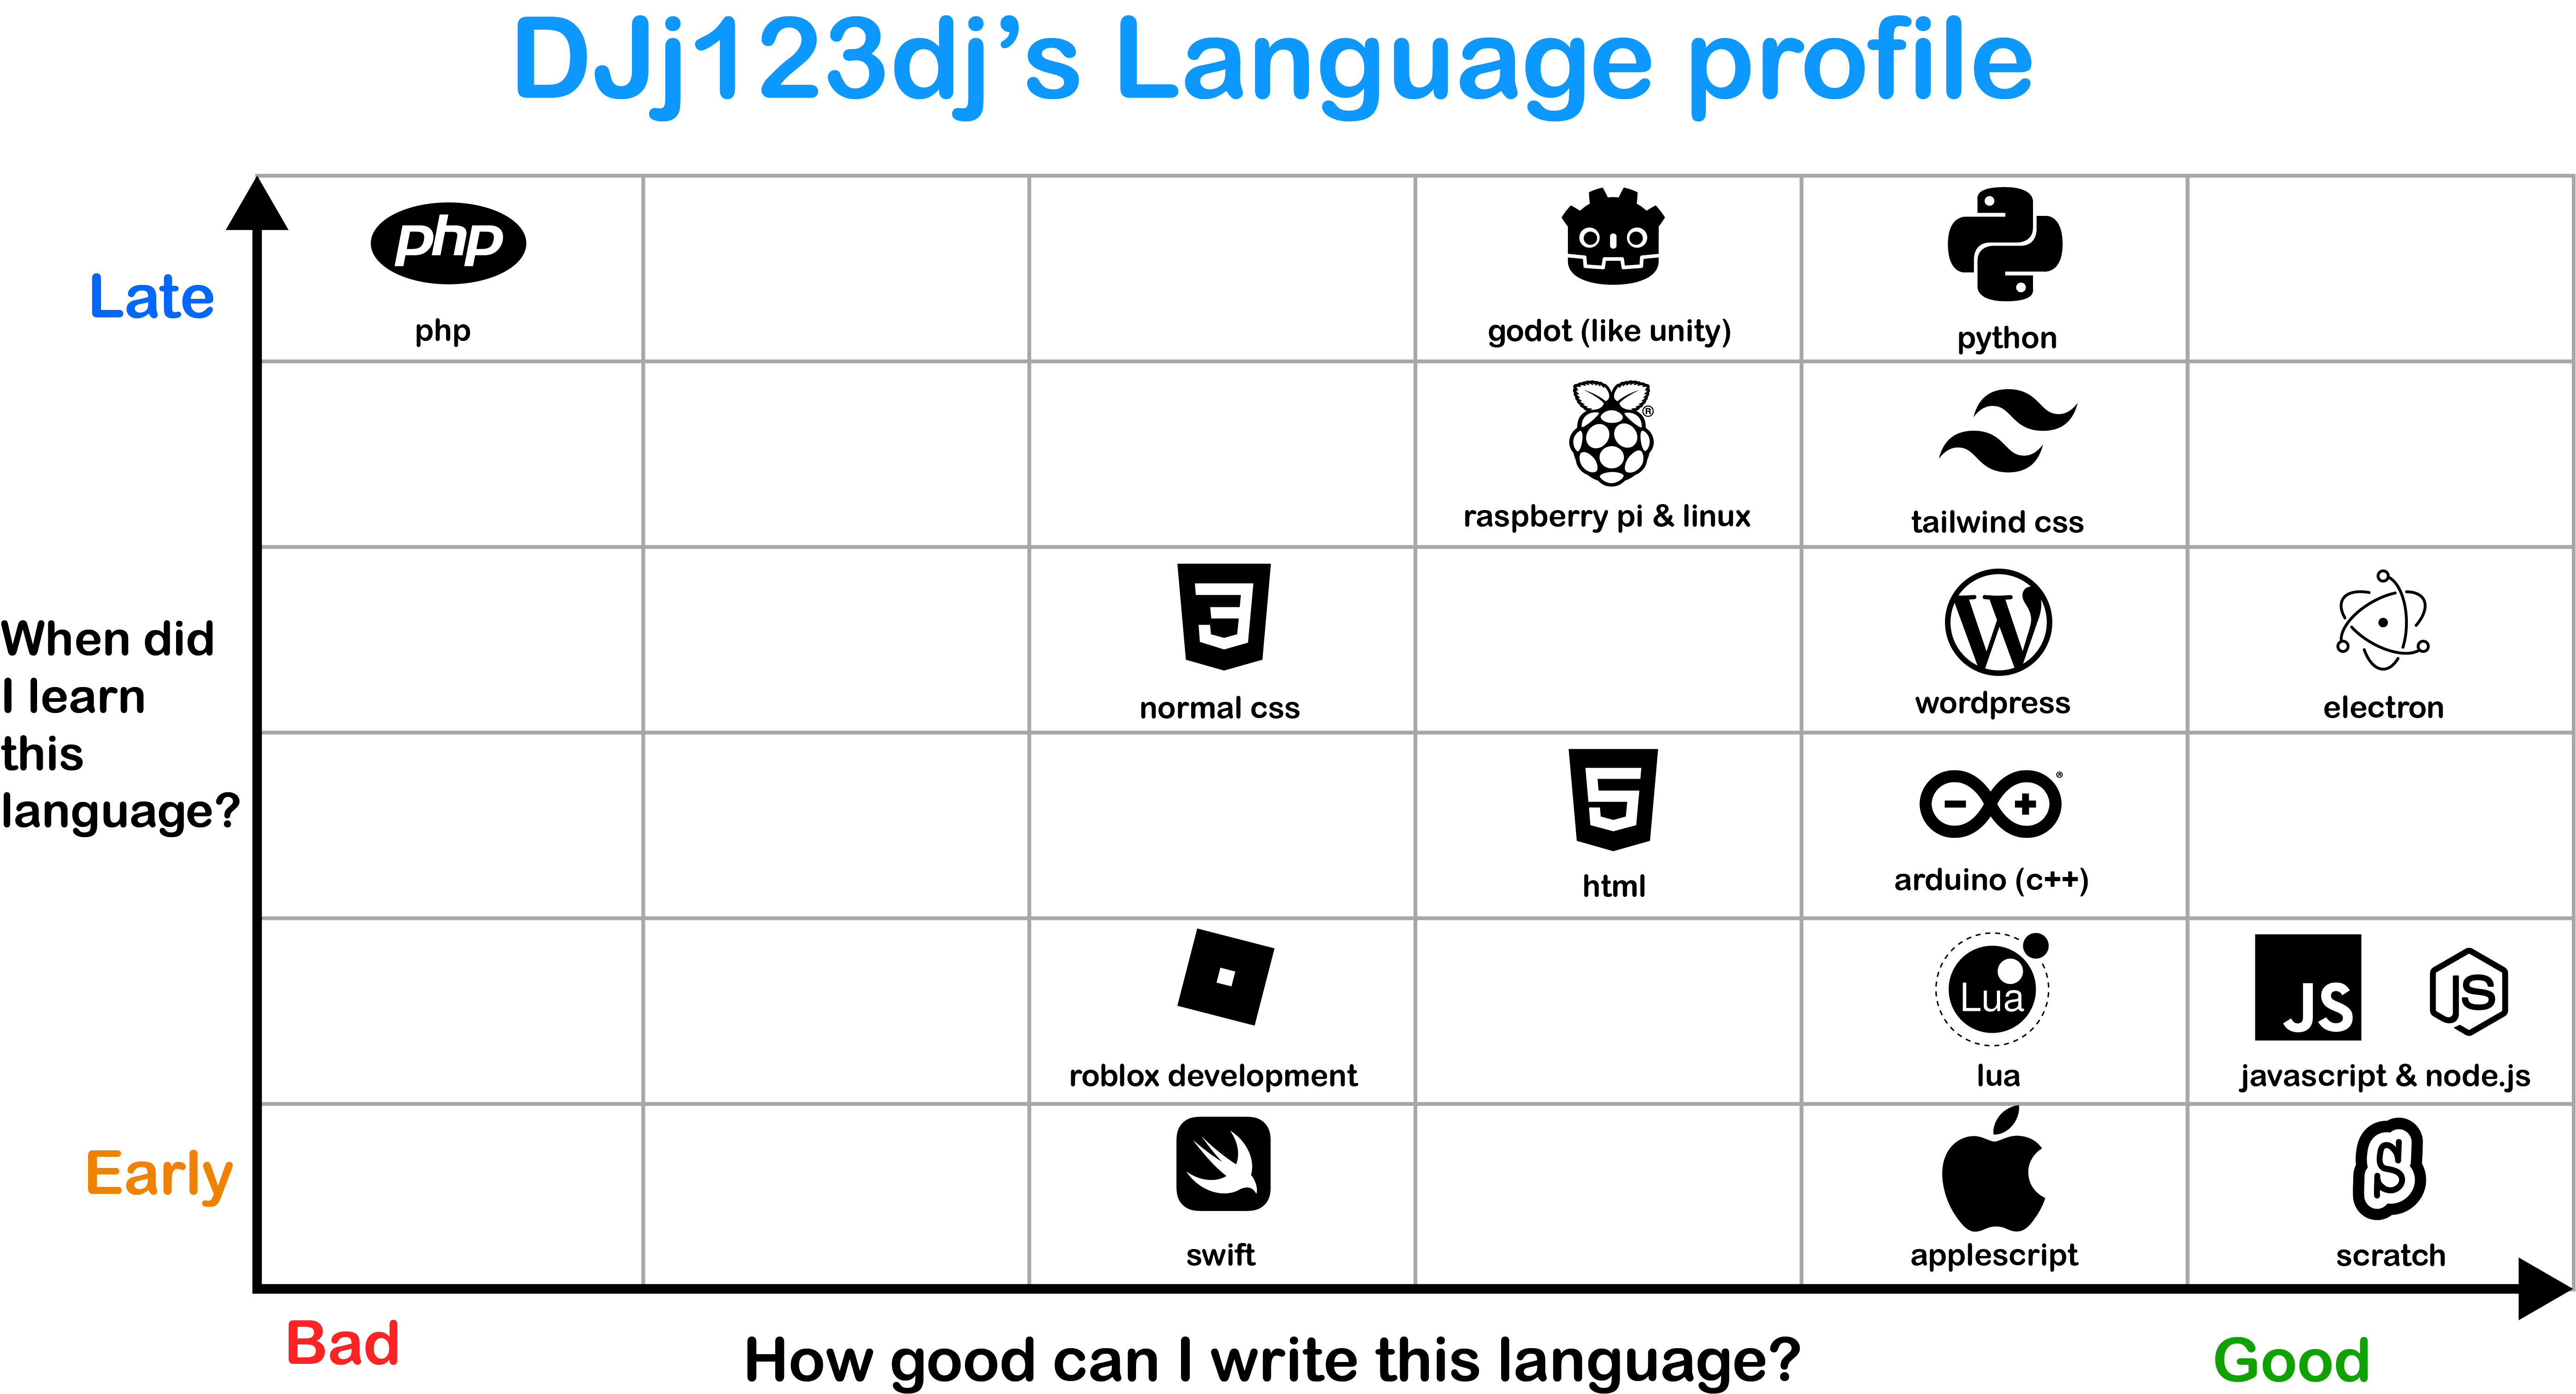 DJj123dj’s Language profile
Late
php
php
godot (like unity)
python
®
raspberry pi & linux
tailwind css
When did
I learn
this
language?
3
normal css
W
wordpress
electron
5
html
- +
®
arduino (c++)
roblox development
Lua
lua
JS
JS
javascript & node.js
Early
swift
applescript
S
scratch
Bad
How good can I write this language?
Good